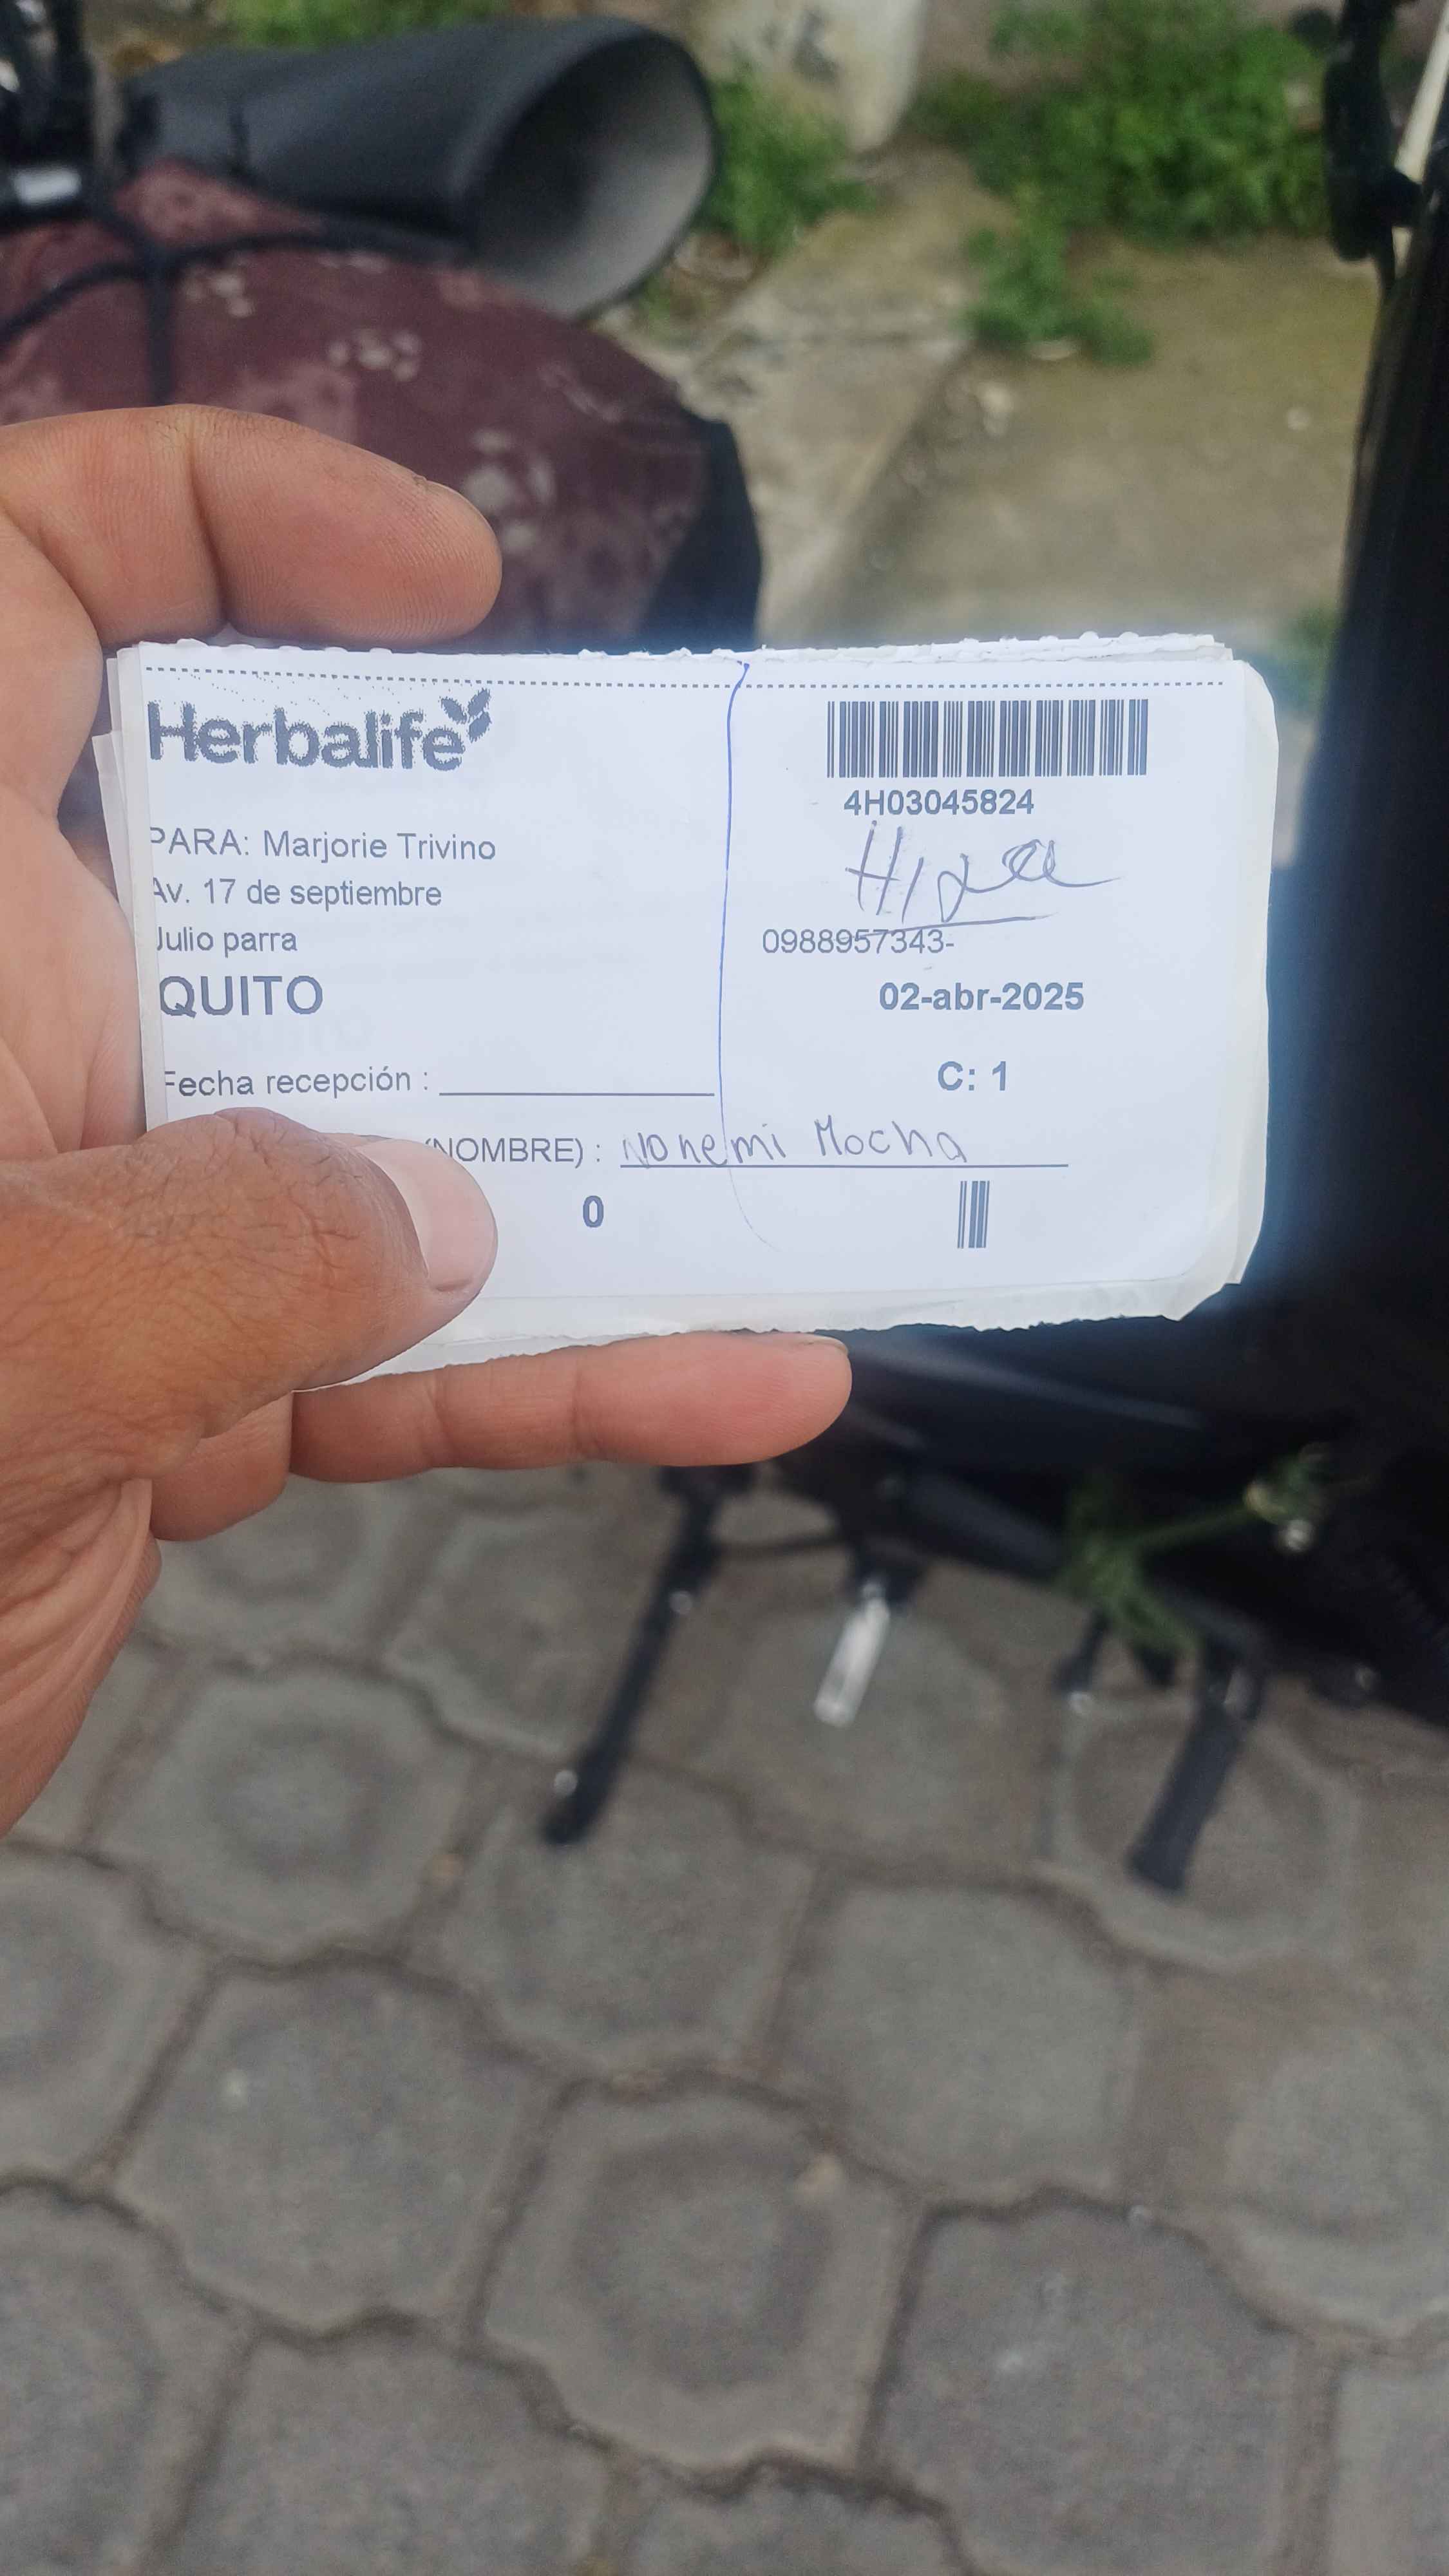 Herbalife
4H03045824
PARA: Marjorie Trivino
Av. 17 de septiembre
Julio parra
0988957343-
QUITO
02-abr-2025
Fecha recepción :
C: 1
(NOMBRE) : Nonemi Mocha
0